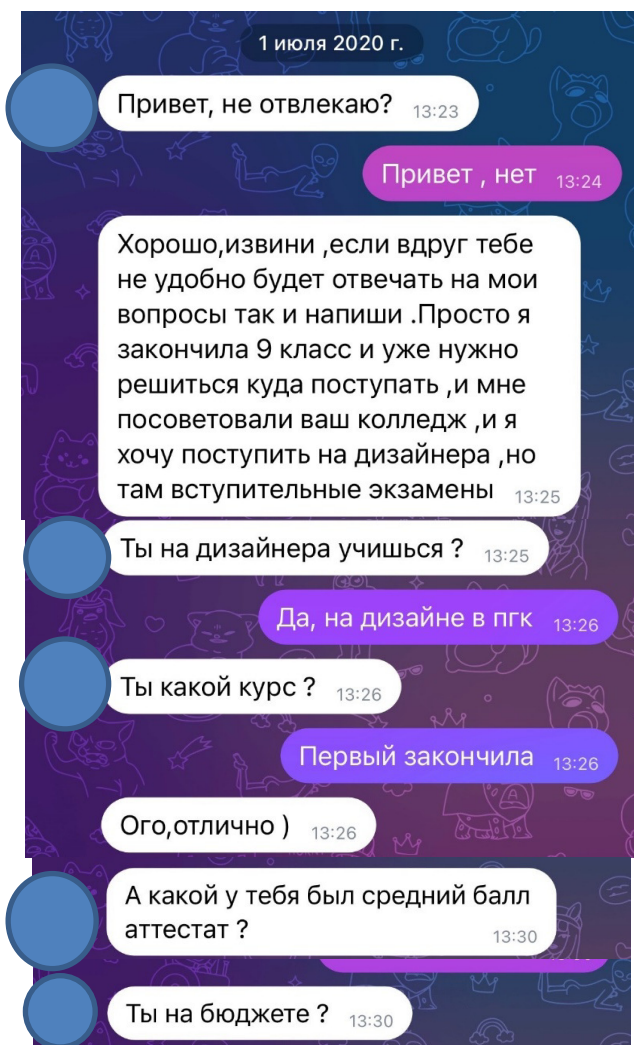 1 июля 2020 г.
Привет, не отвлекаю? 13:23
Привет , нет 13:24
Хорошо,извини ,если вдруг тебе
не удобно будет отвечать на мои
вопросы так и напиши .Просто я
закончила 9 класс и уже нужно
решиться куда поступать ,и мне
посоветовали ваш колледж ,и я
хочу поступить на дизайнера ,но
там вступительные экзамены 13:25
Ты на дизайнера учишься ? 13:25
Да, на дизайне в пгк 13:26
Ты какой курс ? 13:26
Первый закончила 13:26
Ого,отлично ) 13:26
А какой у тебя был средний балл
аттестат ? 13:30
Ты на бюджете ? 13:30